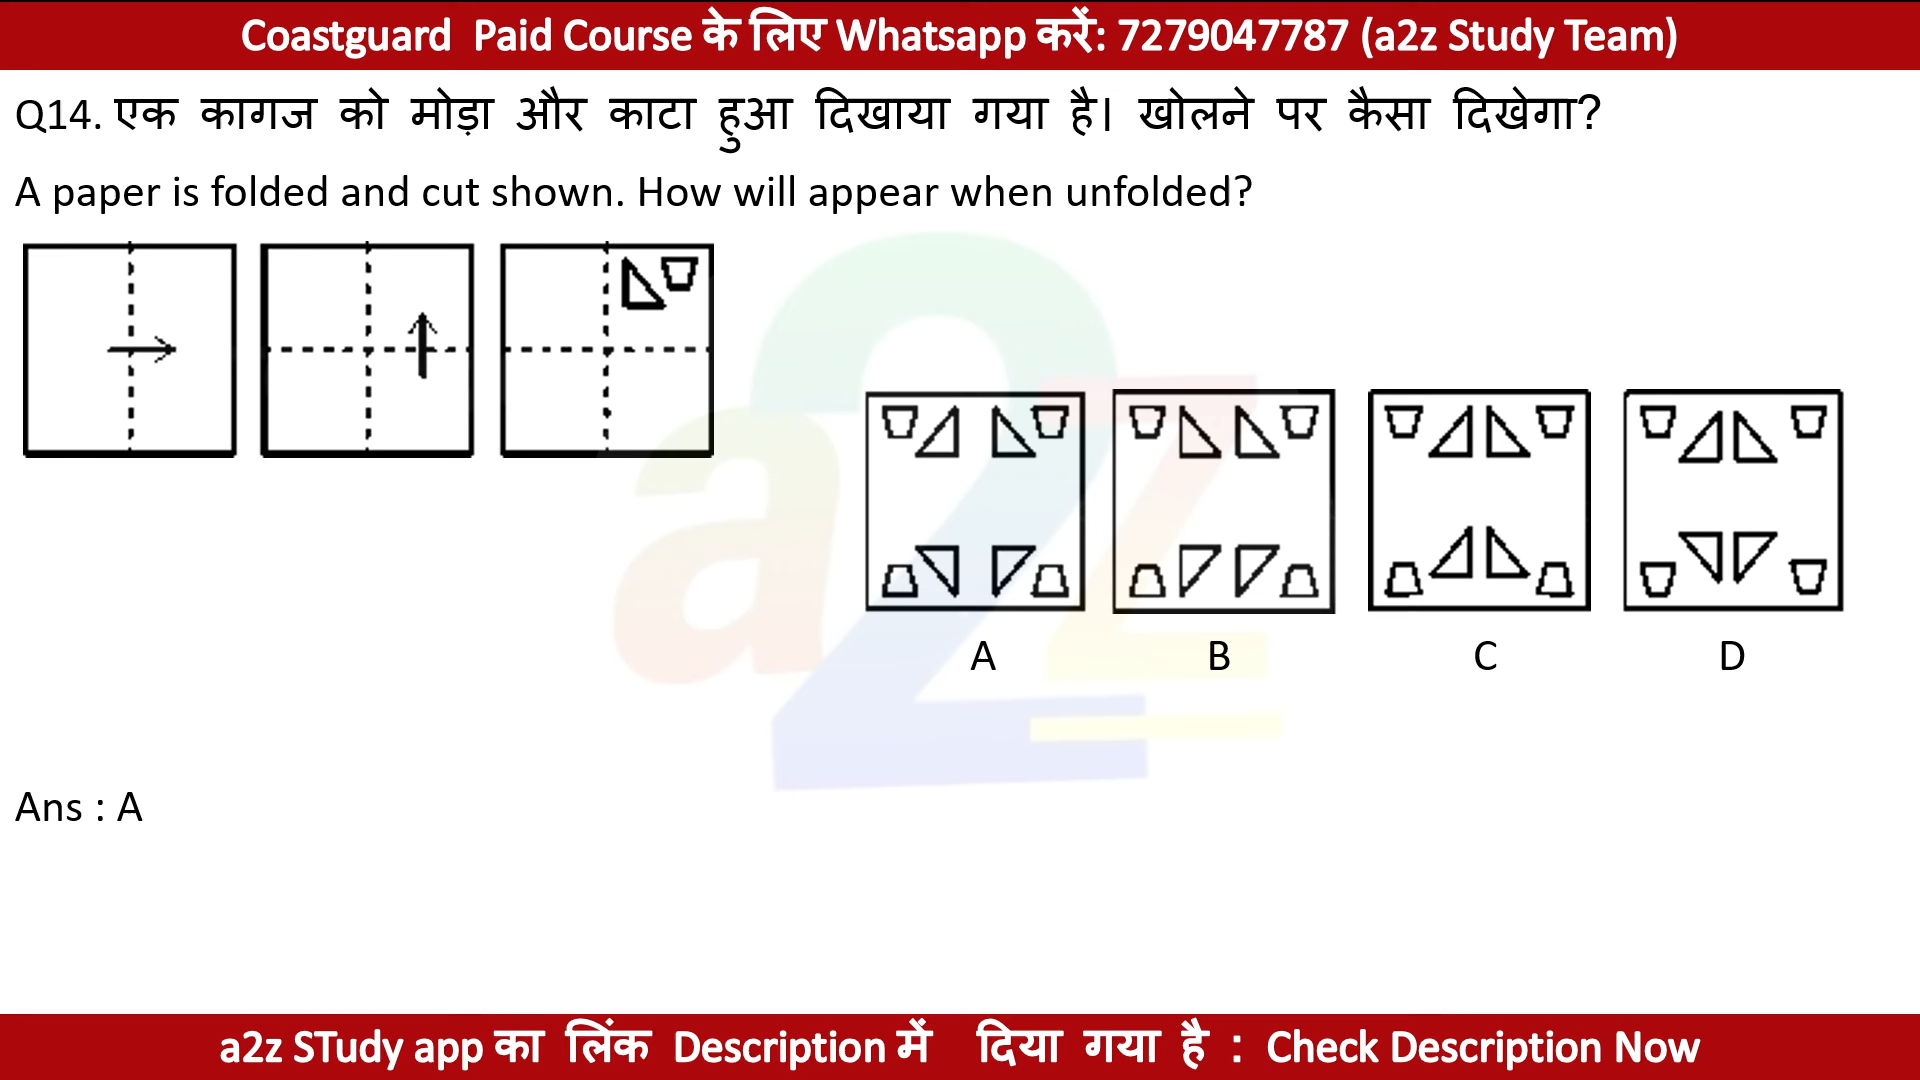 Coastguard Paid Course के लिए Whatsapp करें: 7279047787 (a2z Study Team)
Q14. एक कागज को मोड़ा और काटा हुआ दिखाया गया है। खोलने पर कैसा दिखेगा?
A paper is folded and cut shown. How will appear when unfolded?
A B C D
Ans : A
a2z
a2z STudy app का लिंक Description में दिया गया है : Check Description Now